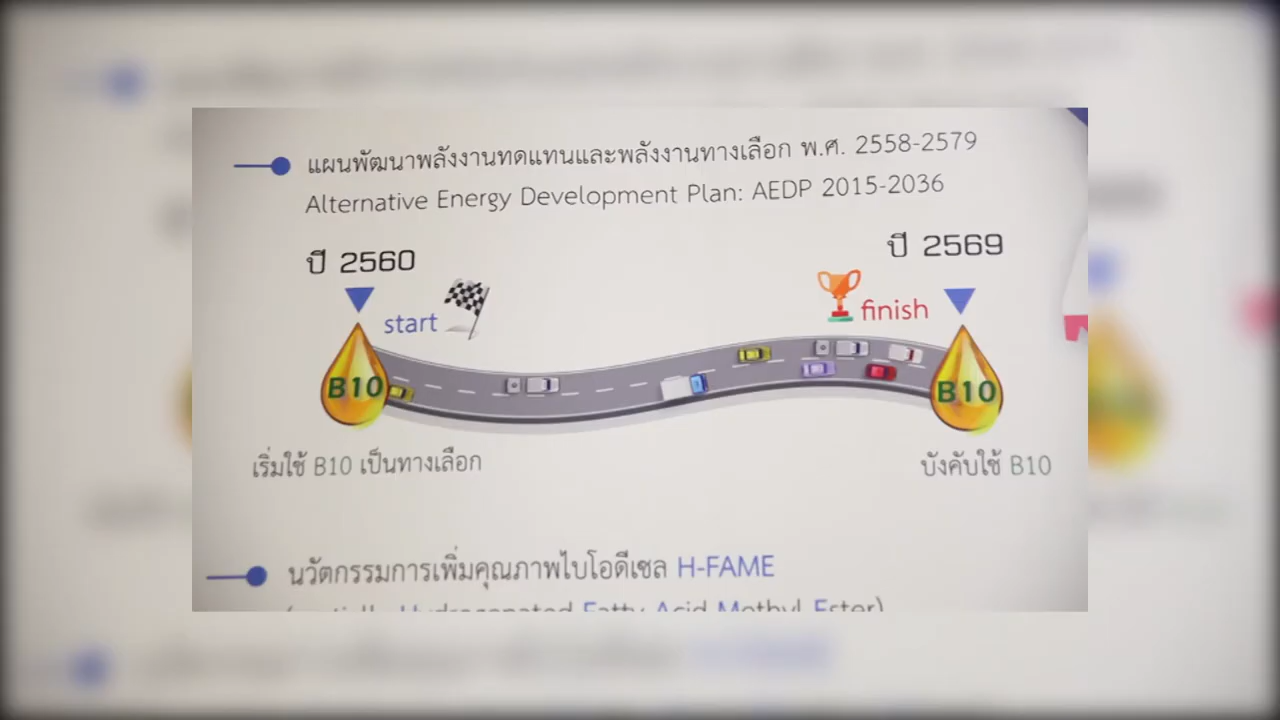 แผนพัฒนาพลังงานทดแทนและพลังงานทางเลือก พ.ศ. 2558-2579
Alternative Energy Development Plan: AEDP 2015-2036
ปี 2560
ปี 2569
start
finish
B10
B10
เริ่มใช้ B10 เป็นทางเลือก
บังคับใช้ B10
นวัตกรรมการเพิ่มคุณภาพไบโอดีเซล H-FAME
Hydrogenated Fatty Acid Methyl Ester)